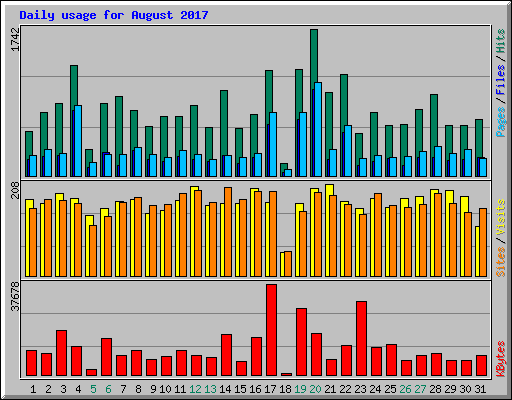 Daily usage for August 2017
1742
Pages / Files / Hits
208
Sites / Visits
37678
KBytes
1 2 3 4 5 6 7 8 9 10 11 12 13 14 15 16 17 18 19 20 21 22 23 24 25 26 27 28 29 30 31